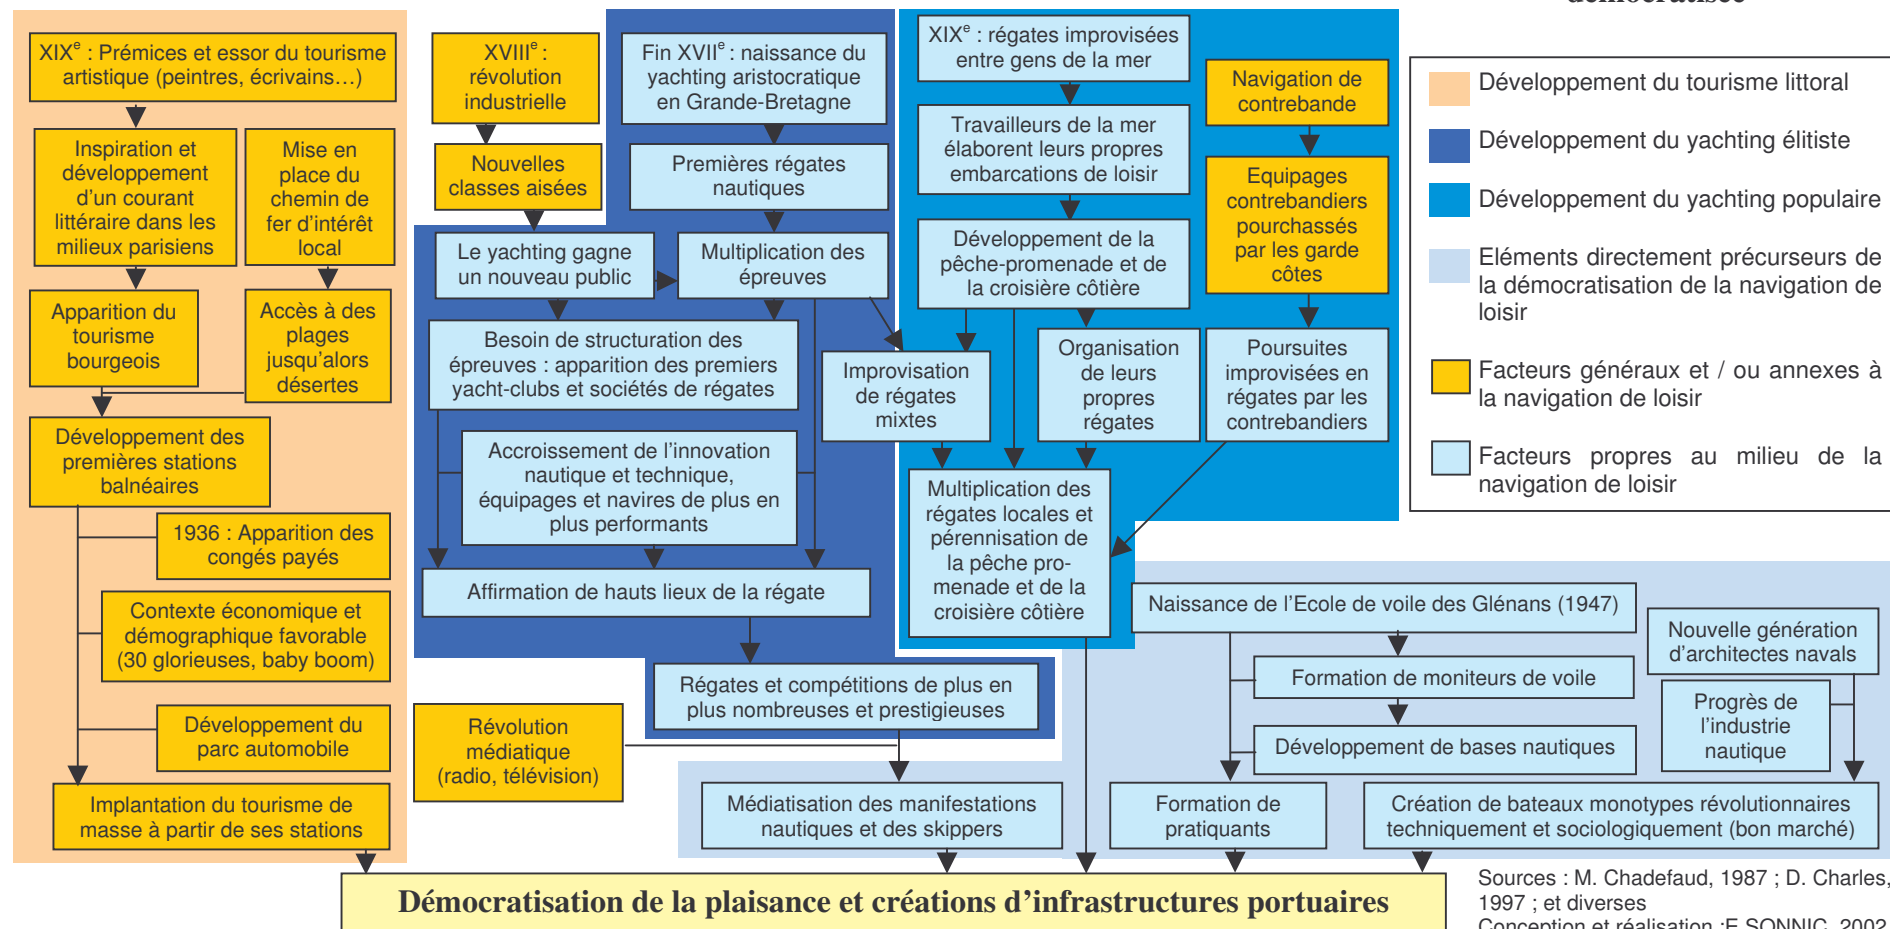 démocratisée
XIXe : Prémices et essor du tourisme
artistique (peintres, écrivains…)
Inspiration et
développement
d'un courant
littéraire dans les
milieux parisiens
Mise en
place du
chemin de
fer d'intérêt
local
Apparition du
tourisme
bourgeois
Accès à des
plages
jusqu'alors
désertes
Développement des
premières stations
balnéaires
1936 : Apparition des
congés payés
Contexte économique et
démographique favorable
(30 glorieuses, baby boom)
Développement du
parc automobile
Implantation du tourisme de
masse à partir de ses stations
XVIIIe :
révolution
industrielle
Nouvelles
classes aisées
Fin XVIIe : naissance du
yachting aristocratique
en Grande-Bretagne
Premières régates
nautiques
Le yachting gagne
un nouveau public
Multiplication des
épreuves
Besoin de structuration des
épreuves : apparition des premiers
yacht-clubs et sociétés de régates
Accroissement de l'innovation
nautique et technique,
équipages et navires de plus en
plus performants
Affirmation de hauts lieux de la régate
Régates et compétitions de plus en
plus nombreuses et prestigieuses
Révolution
médiatique
(radio, télévision)
Médiatisation des manifestations
nautiques et des skippers
XIXe : régates improvisées
entre gens de la mer
Travailleurs de la mer
élaborent leurs propres
embarcations de loisir
Développement de la
pêche-promenade et de
la croisière côtière
Improvisation
de régates
mixtes
Organisation
de leurs
propres
régates
Navigation de
contrebande
Equipages
contrebandiers
pourchassés
par les garde
côtes
Poursuites
improvisées en
régates par les
contrebandiers
Multiplication des
régates locales et
pérennisation de
la pêche pro-
menade et de la
croisière côtière
Naissance de l'Ecole de voile des Glénans (1947)
Formation de moniteurs de voile
Développement de bases nautiques
Formation de
pratiquants
Nouvelle génération
d'architectes navals
Progrès de
l'industrie
nautique
Création de bateaux monotypes révolutionnaires
techniquement et sociologiquement (bon marché)
Démocratisation de la plaisance et créations d'infrastructures portuaires
Développement du tourisme littoral
Développement du yachting élitiste
Développement du yachting populaire
Eléments directement précurseurs de
la démocratisation de la navigation de
loisir
Facteurs généraux et / ou annexes à
la navigation de loisir
Facteurs propres au milieu de la
navigation de loisir
Sources : M. Chadefaud, 1987 ; D. Charles,
1997 ; et diverses
Conception et réalisation :E.SONNIC, 2002